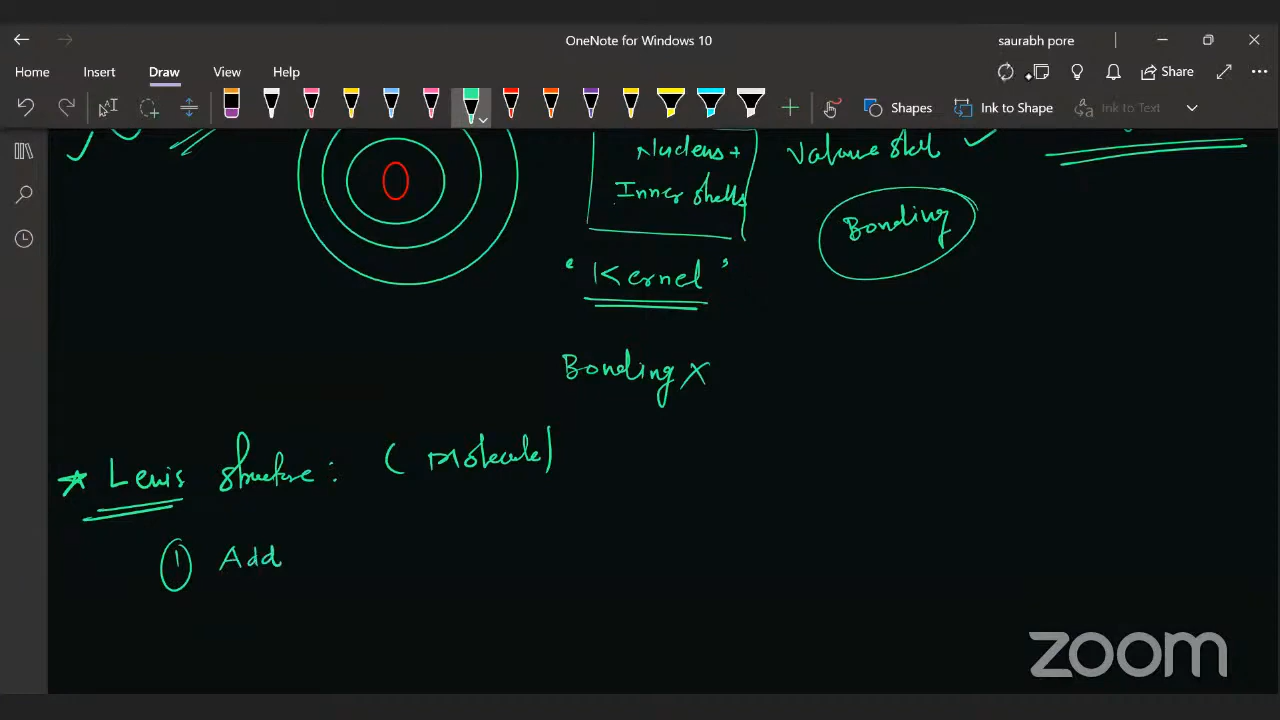 OneNote for Windows 10
saurabh pore
Home Insert Draw View Help
Share
Shapes
Ink to Shape
Ink to Text
Nucleus +
Inner Shells
Valence Shell
Bonding
" Kernel "
Bonding X
* Lewis Structure : ( Molecule)
① Add
zoom